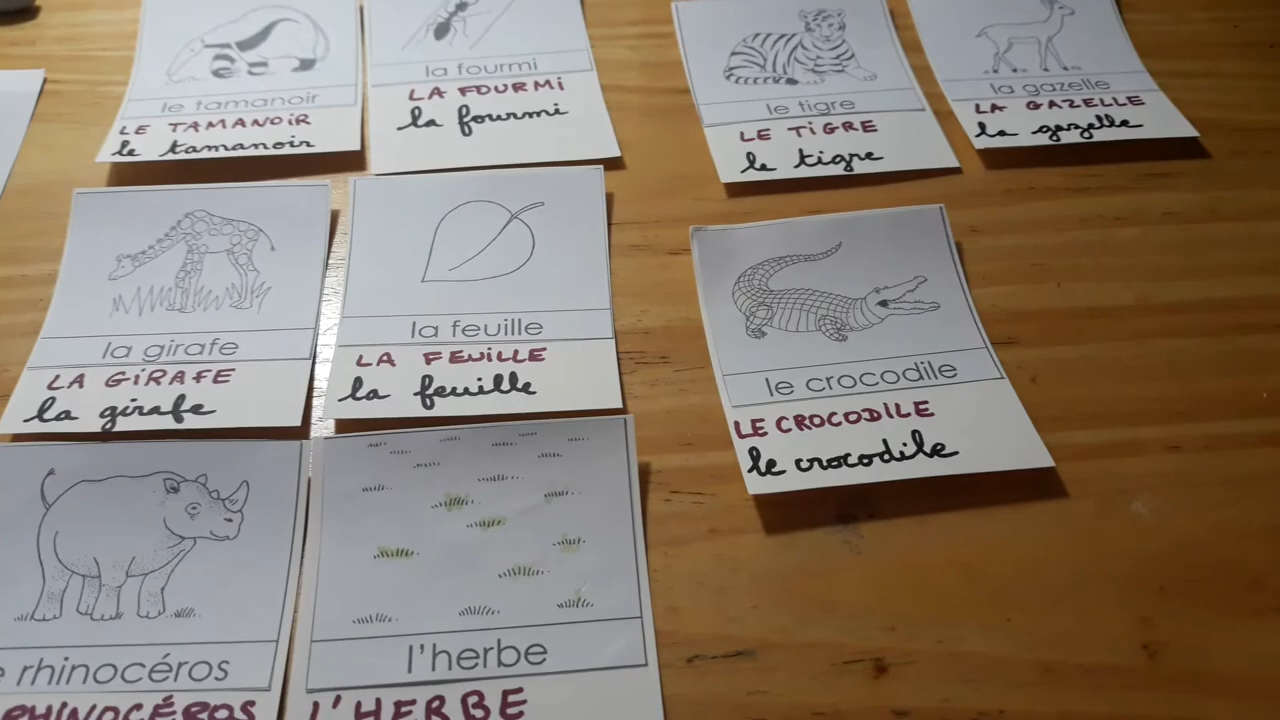 le tamanoir
LE TAMANOIR
le tamanoir
la fourmi
LA FOURMI
la fourmi
le tigre
LE TIGRE
le tigre
la gazelle
LA GAZELLE
la gazelle
la girafe
LA GIRAFE
la girafe
la feuille
LA FEUILLE
la feuille
le crocodile
LE CROCODILE
le crocodile
e rhinocéros
RHINOCÉROS
l'herbe
L'HERBE